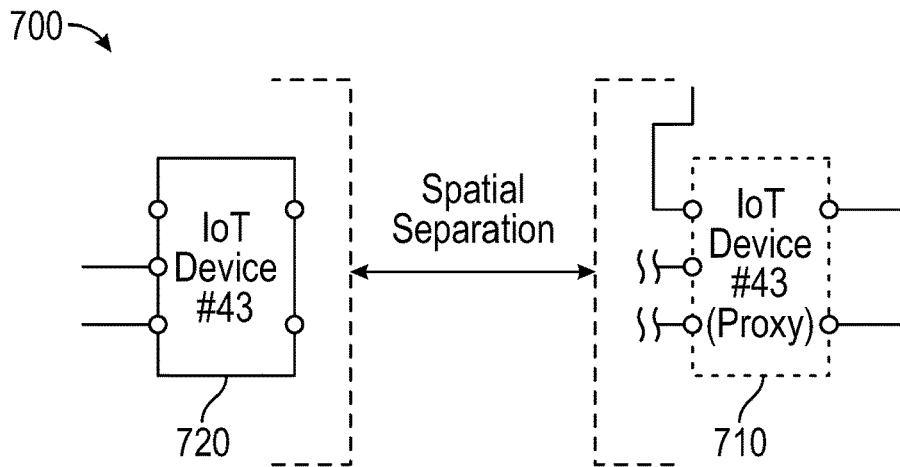 700
Spatial
Separation
IoT
Device
#43
IoT
Device
#43
(Proxy)
720
710